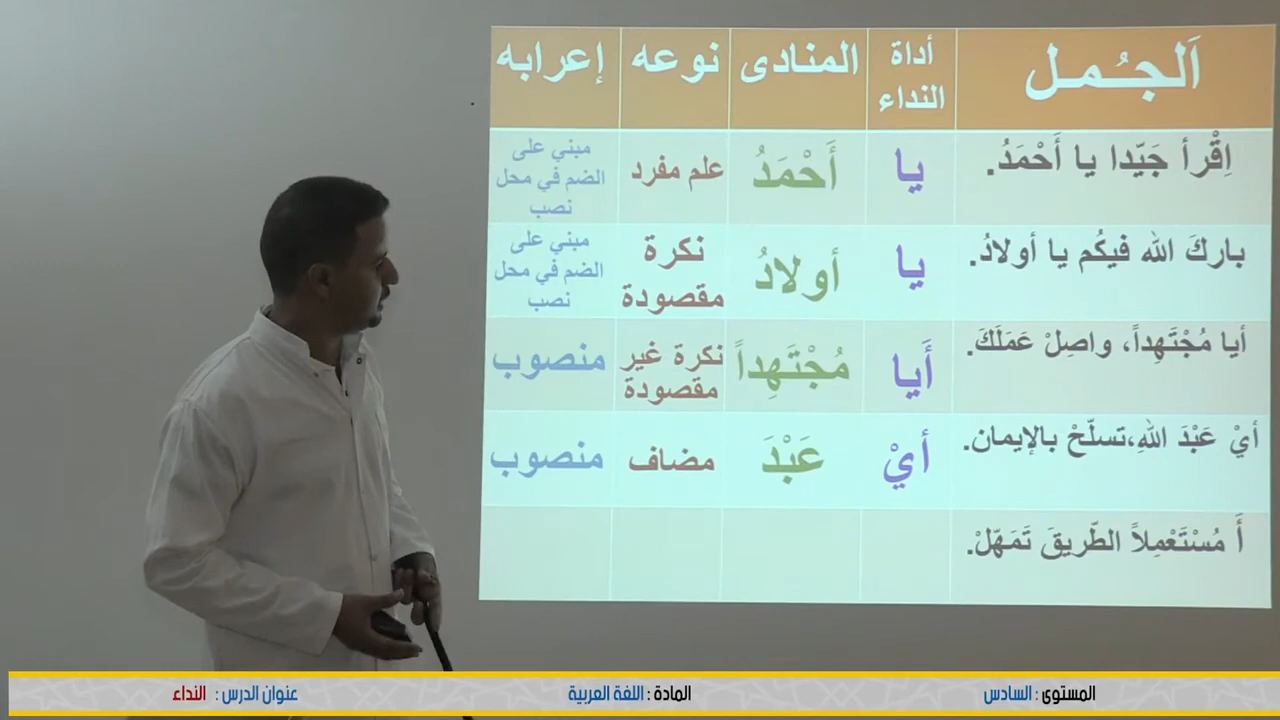 اَلجُمل
أداة
النداء
المنادى
نوعه
إعرابه
اِقْرأ جَيّدا يا أَحْمَدُ.
يا
أَحْمَدُ
علم مفرد
مبني على
الضم في محل
نصب
باركَ الله فيكُم يا أولادُ.
يا
أولادُ
نكرة
مقصودة
مبني على
الضم في محل
نصب
أيا مُجْتَهِداً، واصِلْ عَمَلَكَ.
أَيا
مُجْتَهِداً
نكرة غير
مقصودة
منصوب
أيْ عَبْدَ اللهِ،تسلّحْ بالإيمان.
أيْ
عَبْدَ
مضاف
منصوب
أَ مُسْتَعْمِلاً الطّريقَ تَمَهّلْ.
المستوى : السادس
المادة : اللغة العربية
عنوان الدرس : النداء